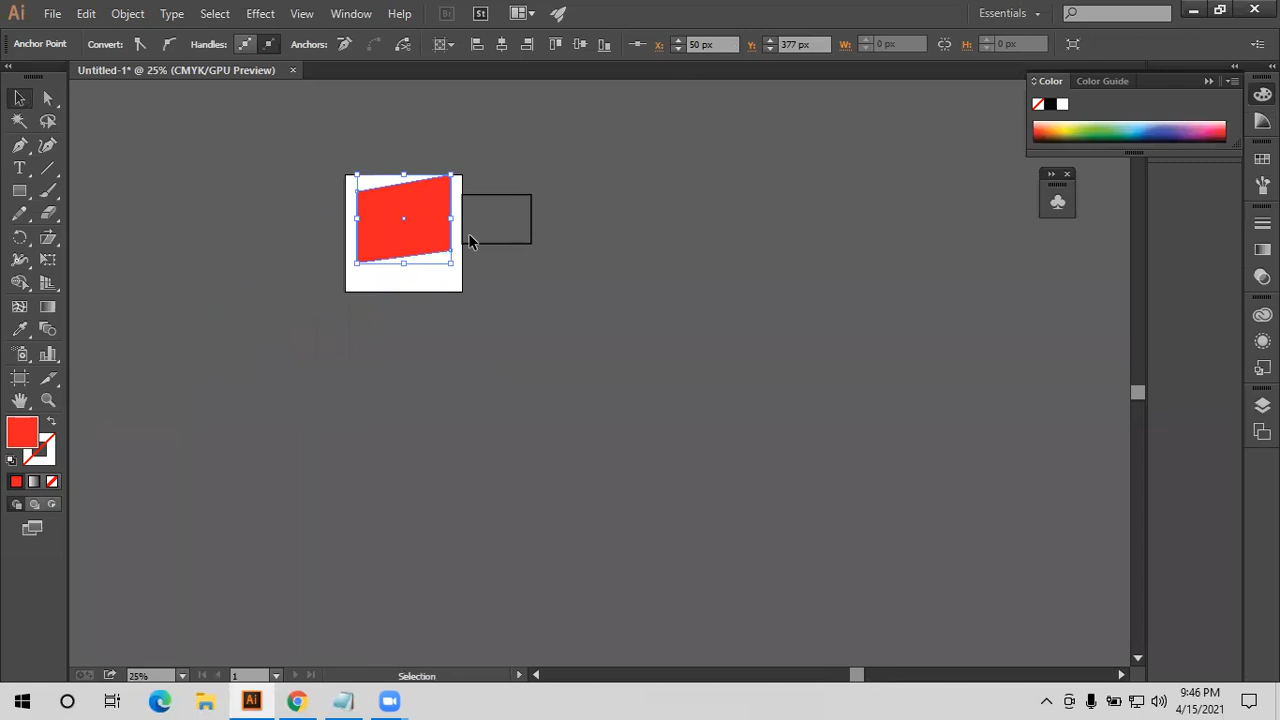 Ai File Edit Object Type Select Effect View Window Help Br St Essentials
Anchor Point Convert: Handles: Anchors: X: 50 px Y: 377 px W: 0 px H: 0 px
Untitled-1* @ 25% (CMYK/GPU Preview) ×
Color Color Guide
25% 1 Selection
Ai 9:46 PM
4/15/2021